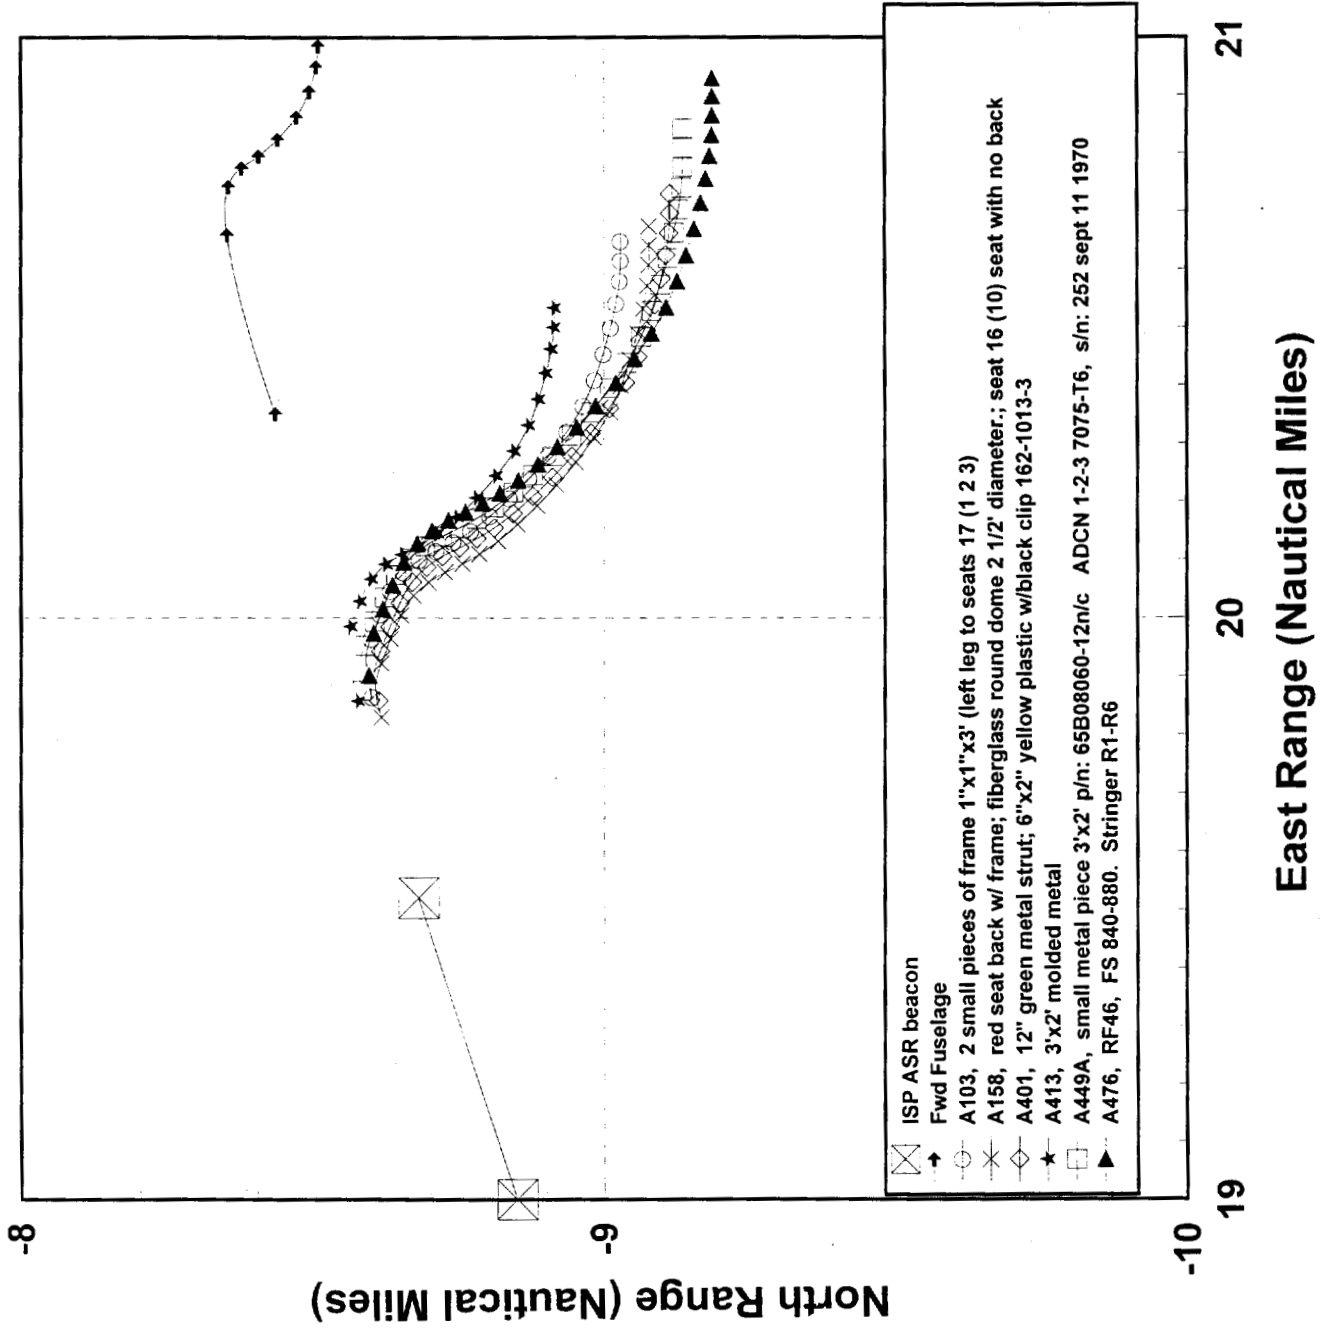 North Range (Nautical Miles)
-8
-9
-10
19
20
21
East Range (Nautical Miles)
ISP ASR beacon
Fwd Fuselage
A103, 2 small pieces of frame 1"x1"x3' (left leg to seats 17 (1 2 3)
A158, red seat back w/ frame; fiberglass round dome 2 1/2' diameter.; seat 16 (10) seat with no back
A401, 12" green metal strut; 6"x2" yellow plastic w/black clip 162-1013-3
A413, 3'x2' molded metal
A449A, small metal piece 3'x2' p/n: 65B08060-12n/c ADCN 1-2-3 7075-T6, s/n: 252 sept 11 1970
A476, RF46, FS 840-880. Stringer R1-R6